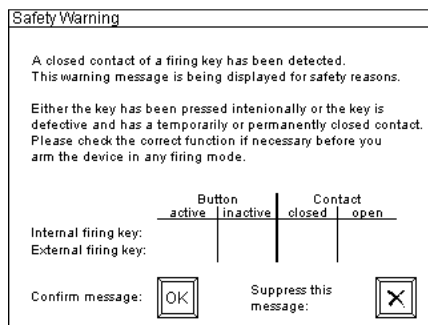 Safety Warning
A closed contact of a firing key has been detected.
This warning message is being displayed for safety reasons.
Either the key has been pressed intenionally or the key is
defective and has a temporarily or permanently closed contact.
Please check the correct function if necessary before you
arm the device in any firing mode.
Button Contact
active inactive closed open
Internal firing key:
External firing key:
Confirm message: OK Suppress this
message: